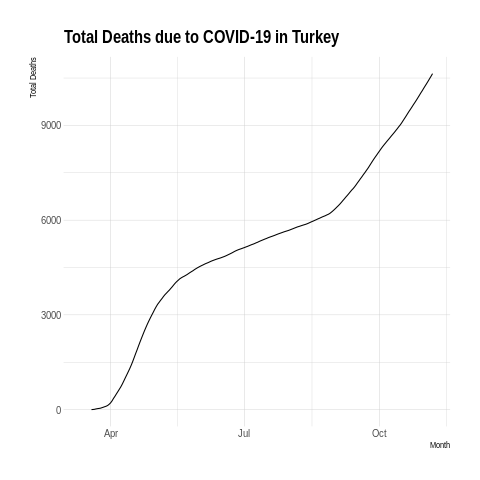 Total Deaths due to COVID-19 in Turkey
Total Deaths
9000
6000
3000
0
Apr Jul Oct
Month